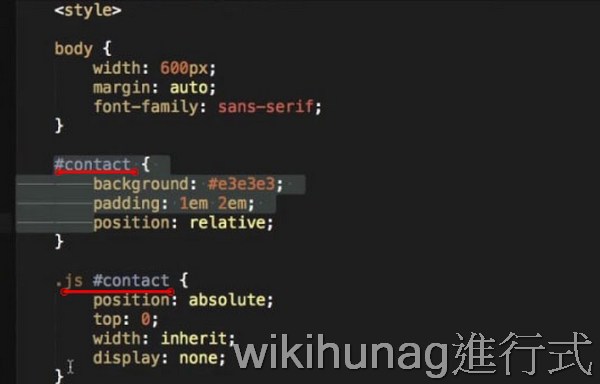 <style>
body {
width: 600px;
margin: auto;
font-family: sans-serif;
}
#contact {
background: #e3e3e3;
padding: 1em 2em;
position: relative;
}
.js #contact {
position: absolute;
top: 0;
width: inherit;
display: none;
}
wikihunag進行式